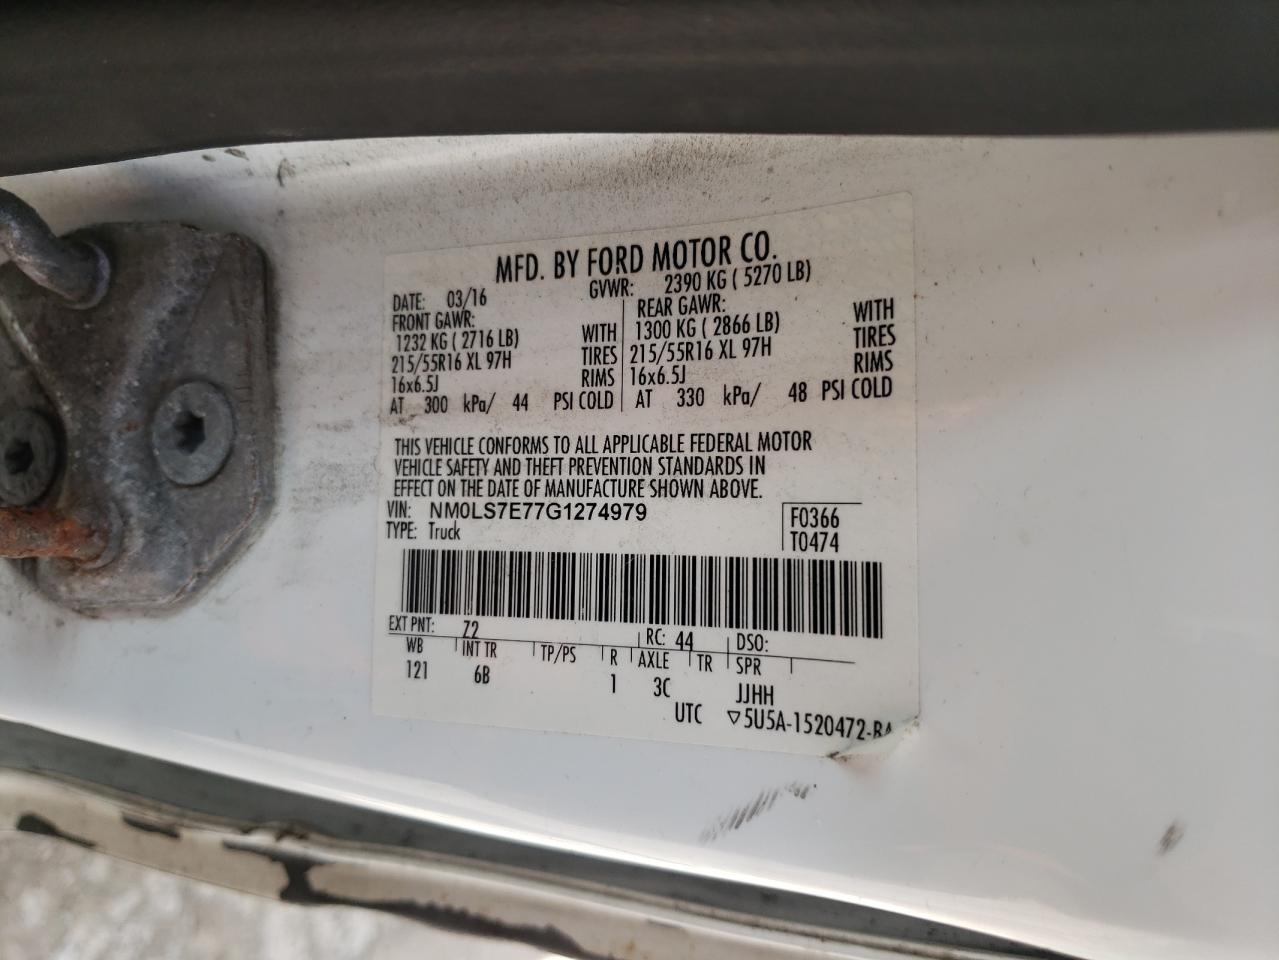 MFD. BY FORD MOTOR CO.
DATE: 03/16 GVWR: 2390 KG ( 5270 LB)
FRONT GAWR: REAR GAWR:
1232 KG ( 2716 LB) WITH 1300 KG ( 2866 LB) WITH
215/55R16 XL 97H TIRES 215/55R16 XL 97H TIRES
16x6.5J RIMS 16x6.5J RIMS
AT 300 kPa/ 44 PSI COLD AT 330 kPa/ 48 PSI COLD
THIS VEHICLE CONFORMS TO ALL APPLICABLE FEDERAL MOTOR
VEHICLE SAFETY AND THEFT PREVENTION STANDARDS IN
EFFECT ON THE DATE OF MANUFACTURE SHOWN ABOVE.
VIN: NM0LS7E77G1274979 F0366
TYPE: Truck T0474
EXT PNT: Z2 RC: 44 DSO:
WB INT TR TP/PS R AXLE TR SPR
121 6B 1 3C JJHH
UTC ▽5U5A-1520472-BA